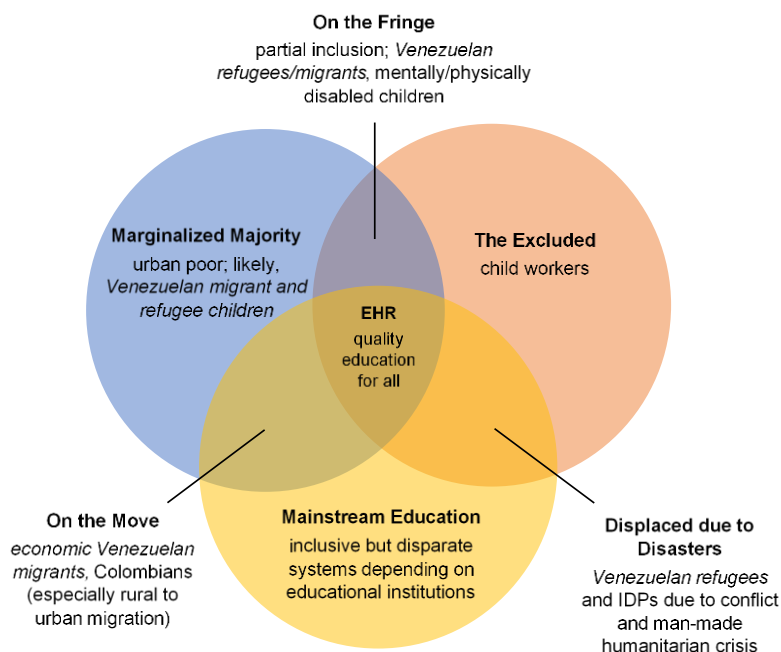 On the Fringe
partial inclusion; Venezuelan
refugees/migrants, mentally/physically
disabled children
Marginalized Majority
urban poor; likely,
Venezuelan migrant and
refugee children
The Excluded
child workers
EHR
quality
education
for all
On the Move
economic Venezuelan
migrants, Colombians
(especially rural to
urban migration)
Mainstream Education
inclusive but disparate
systems depending on
educational institutions
Displaced due to
Disasters
Venezuelan refugees
and IDPs due to conflict
and man-made
humanitarian crisis